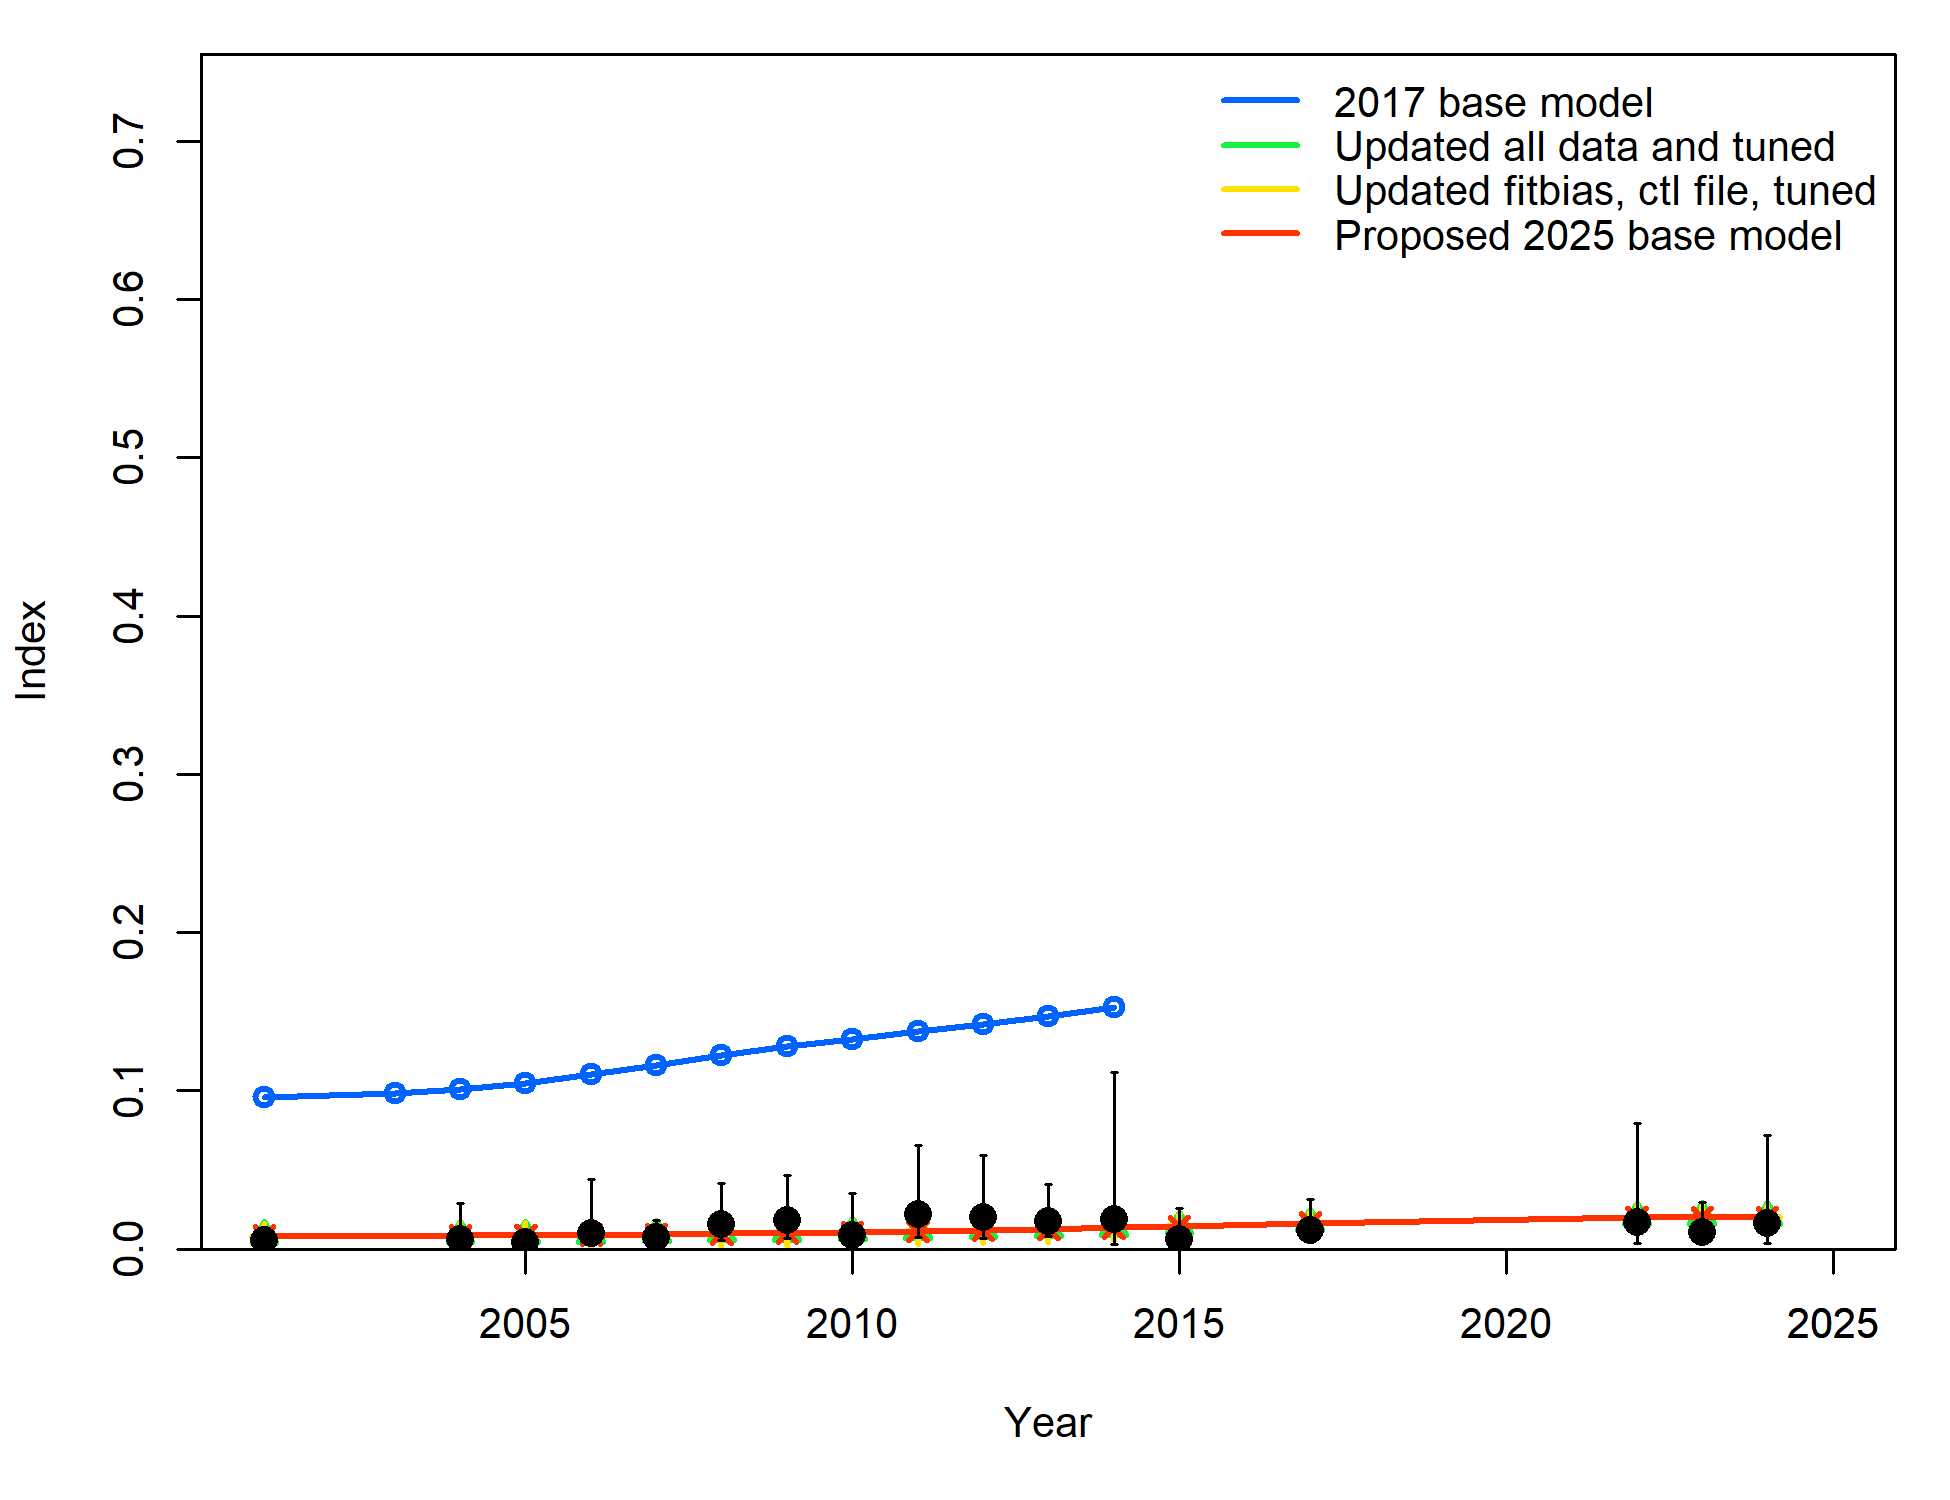 2017 base model
Updated all data and tuned
Updated fitbias, ctl file, tuned
Proposed 2025 base model
0.7
0.6
0.5
0.4
0.3
0.2
0.1
0.0
Index
2005 2010 2015 2020 2025
Year